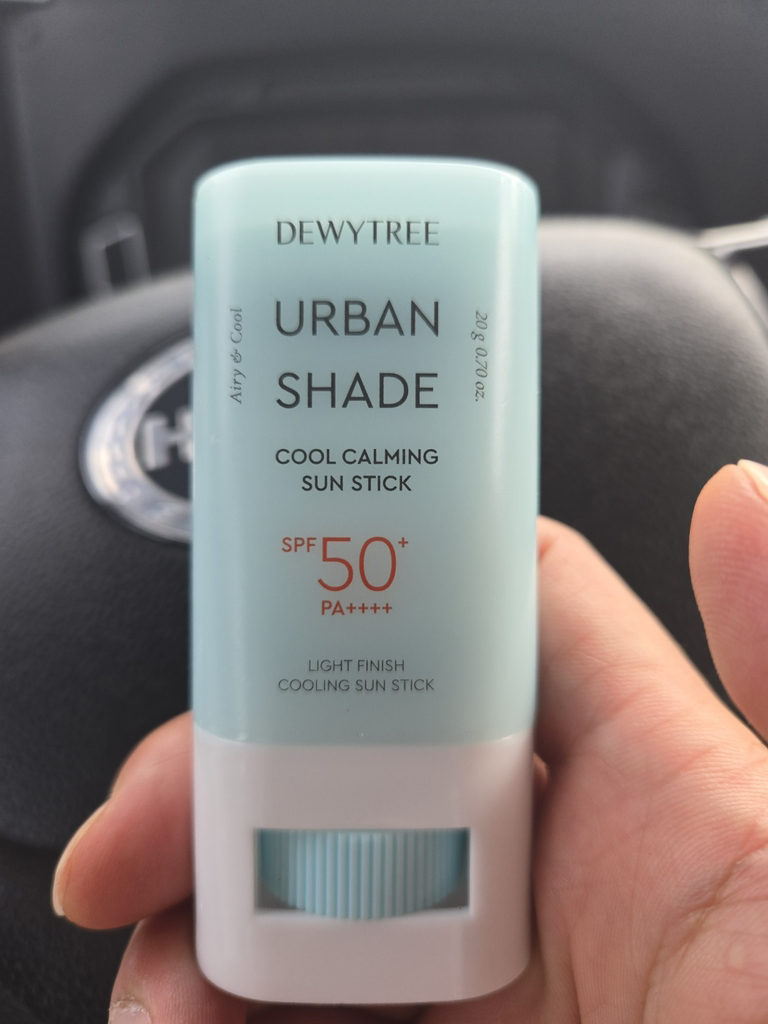 DEWYTREE
URBAN
SHADE
Airy & Cool
20 g 0.70 oz.
COOL CALMING
SUN STICK
SPF 50+
PA++++
LIGHT FINISH
COOLING SUN STICK